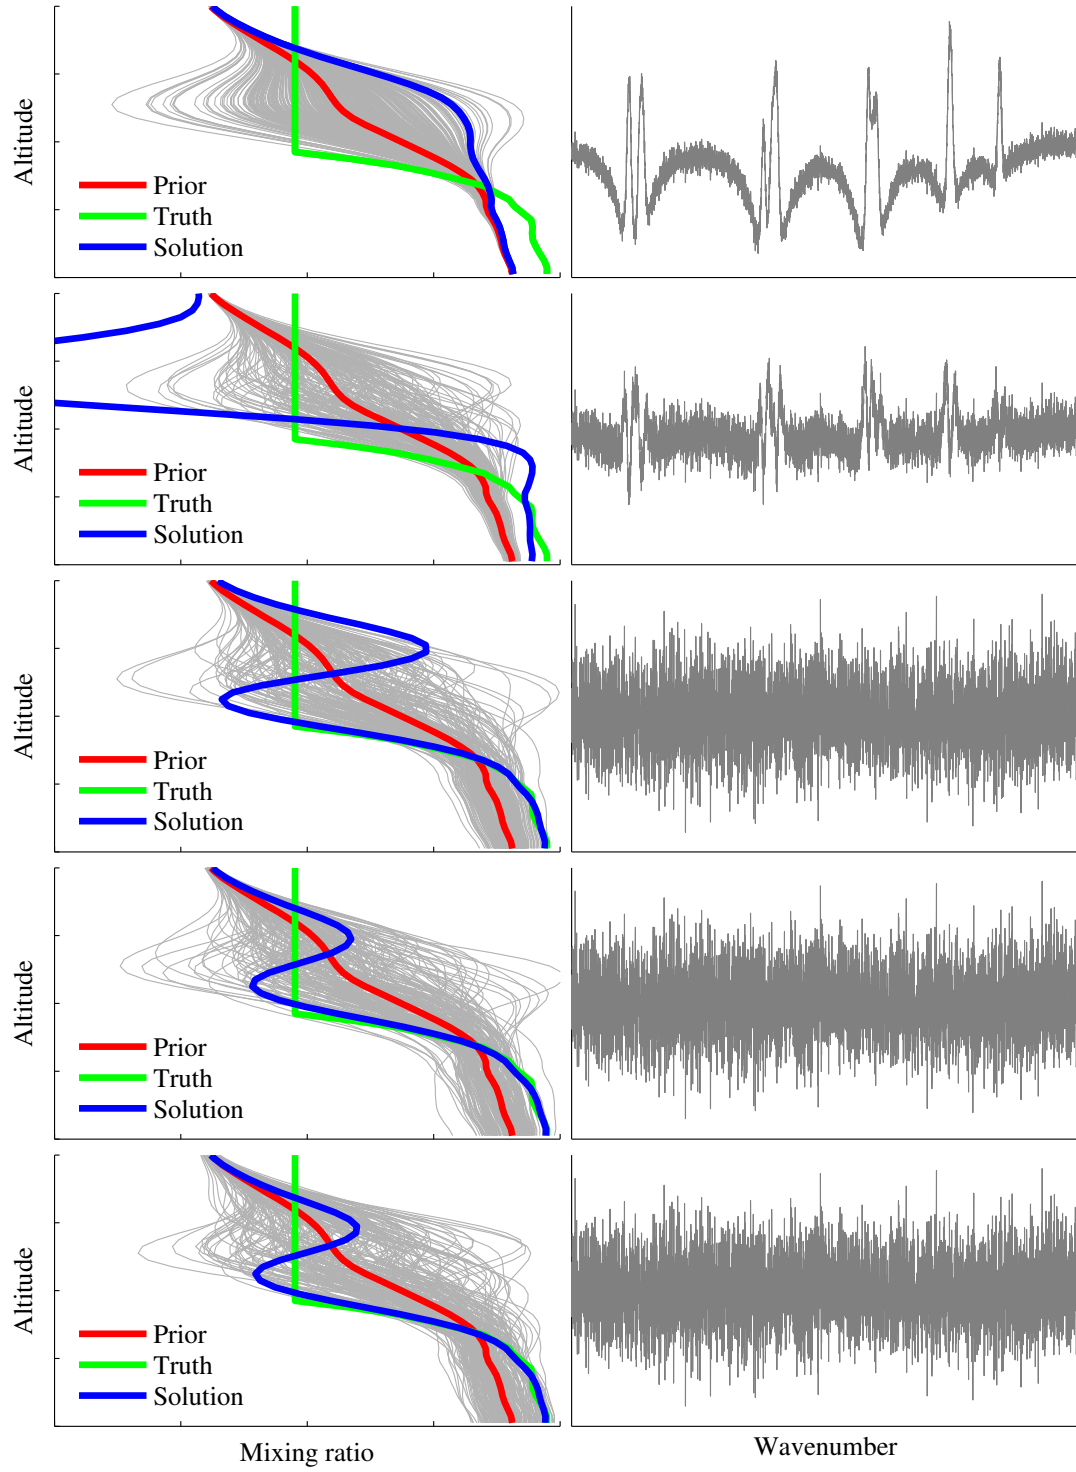 Altitude
Prior
Truth
Solution
Altitude
Prior
Truth
Solution
Altitude
Prior
Truth
Solution
Altitude
Prior
Truth
Solution
Altitude
Prior
Truth
Solution
Mixing ratio
Wavenumber